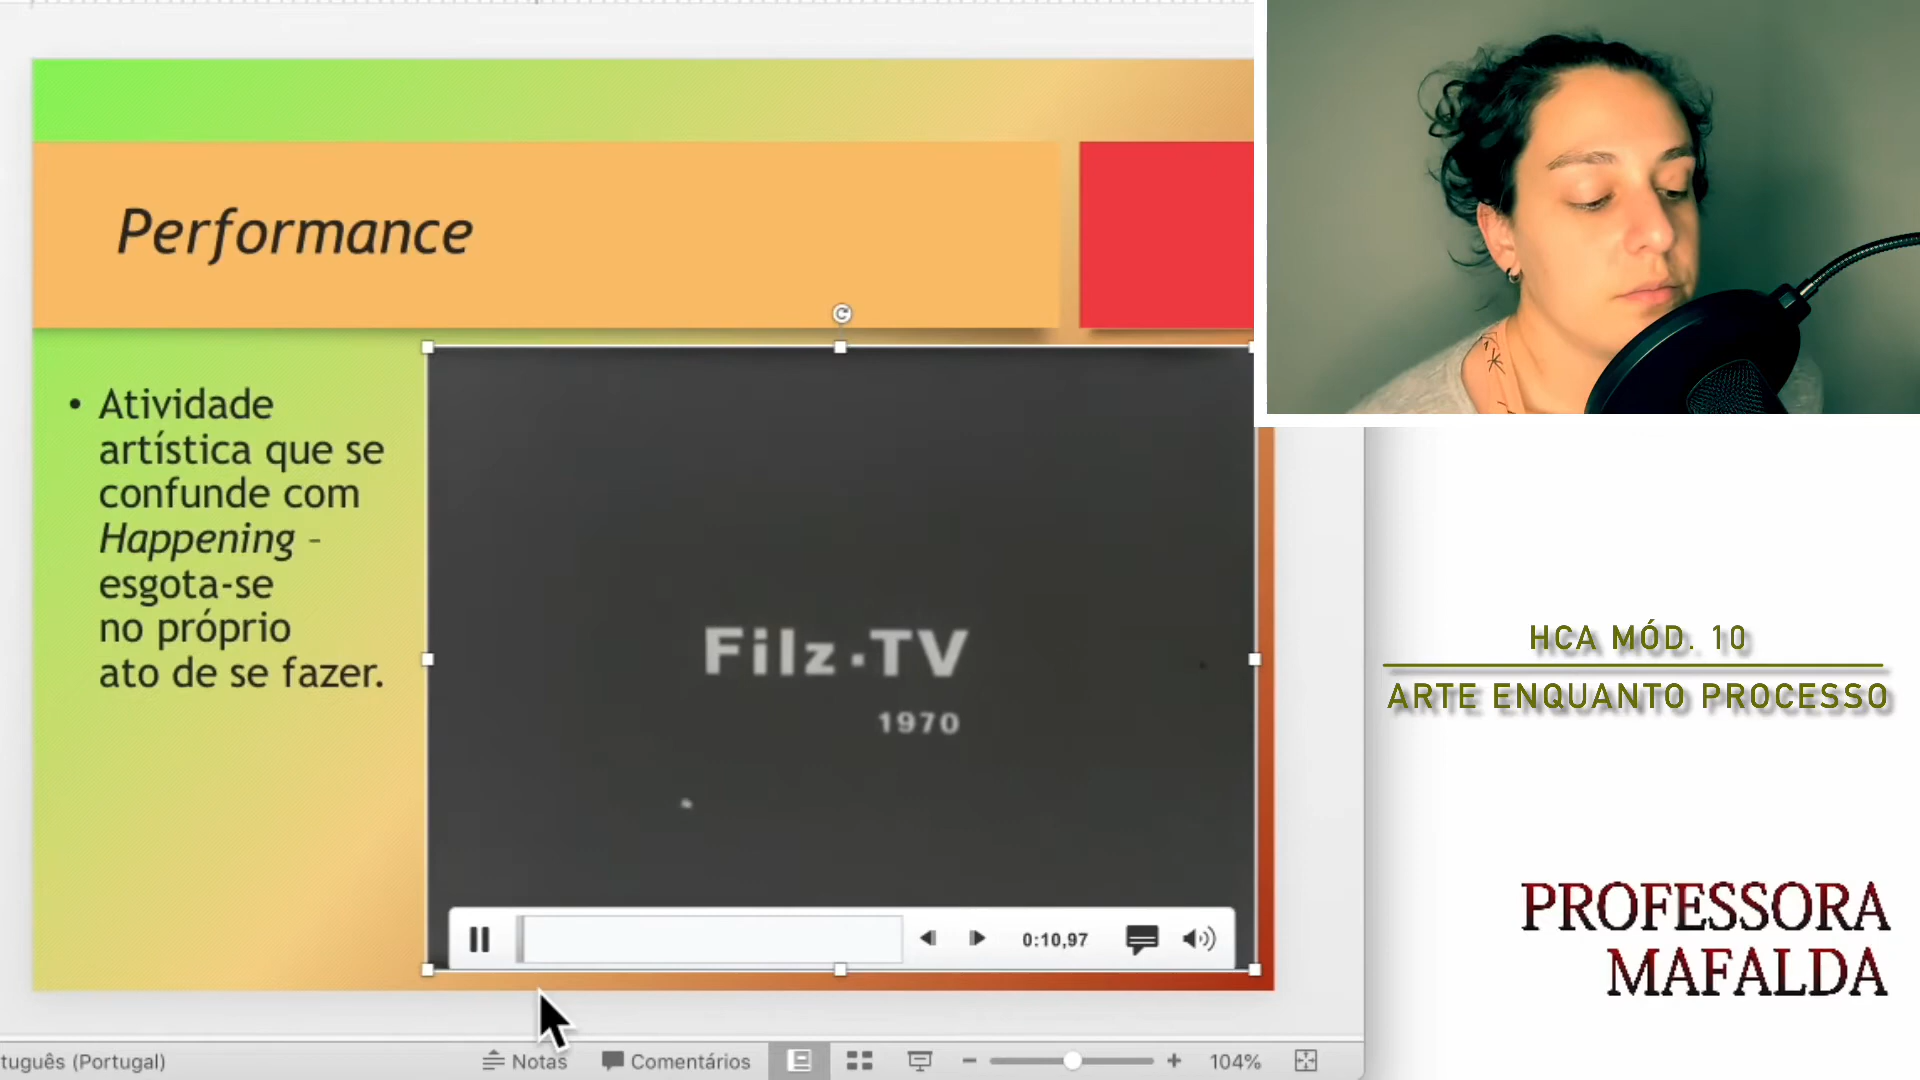 Performance
• Atividade
artística que se
confunde com
Happening –
esgota-se
no próprio
ato de se fazer.
Filz·TV
1970
0:10,97
HCA MÓD. 10
ARTE ENQUANTO PROCESSO
PROFESSORA
MAFALDA
tuguês (Portugal)
Notas
Comentários
104%